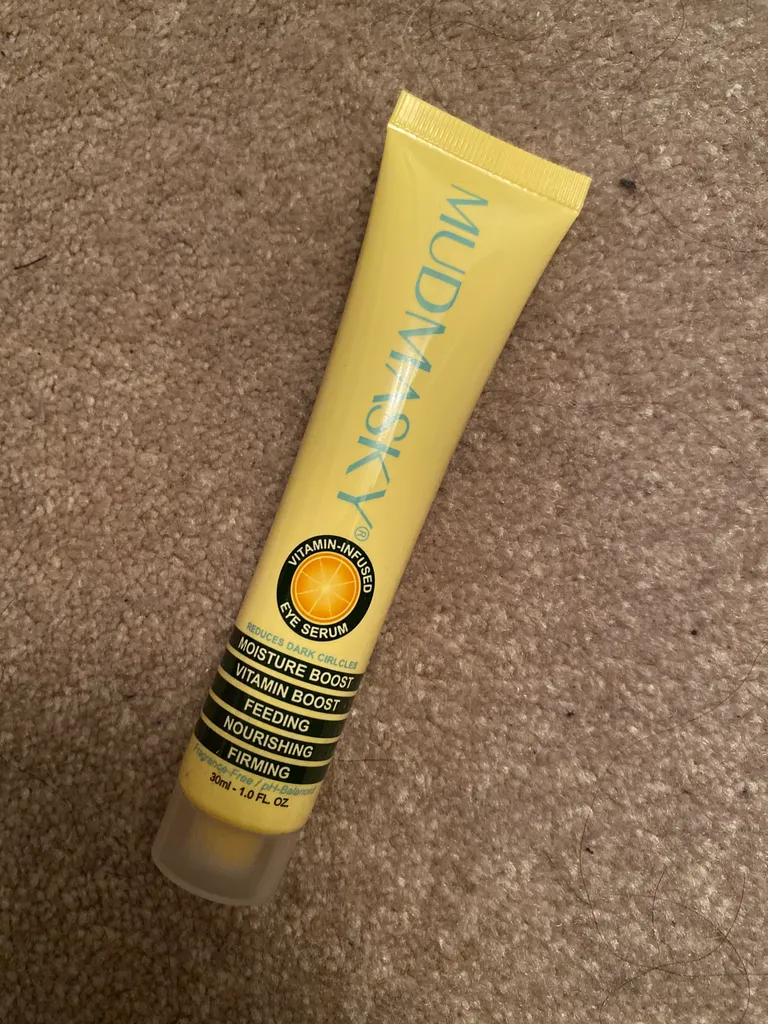 MUDMASKY®
VITAMIN-INFUSED
EYE SERUM
REDUCES DARK CIRLCLES
MOISTURE BOOST
VITAMIN BOOST
FEEDING
NOURISHING
FIRMING
Fragrance-Free / pH-Balanced
30ml - 1.0 FL. OZ.